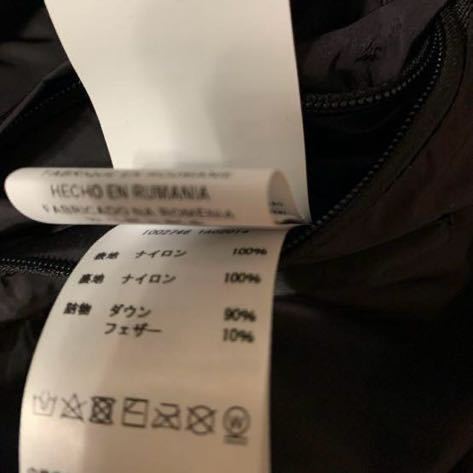 HECHO EN RUMANIA
FABRICADO NA ROMENIA
表地 ナイロン 100%
裏地 ナイロン 100%
詰物 ダウン 90%
フェザー 10%
W